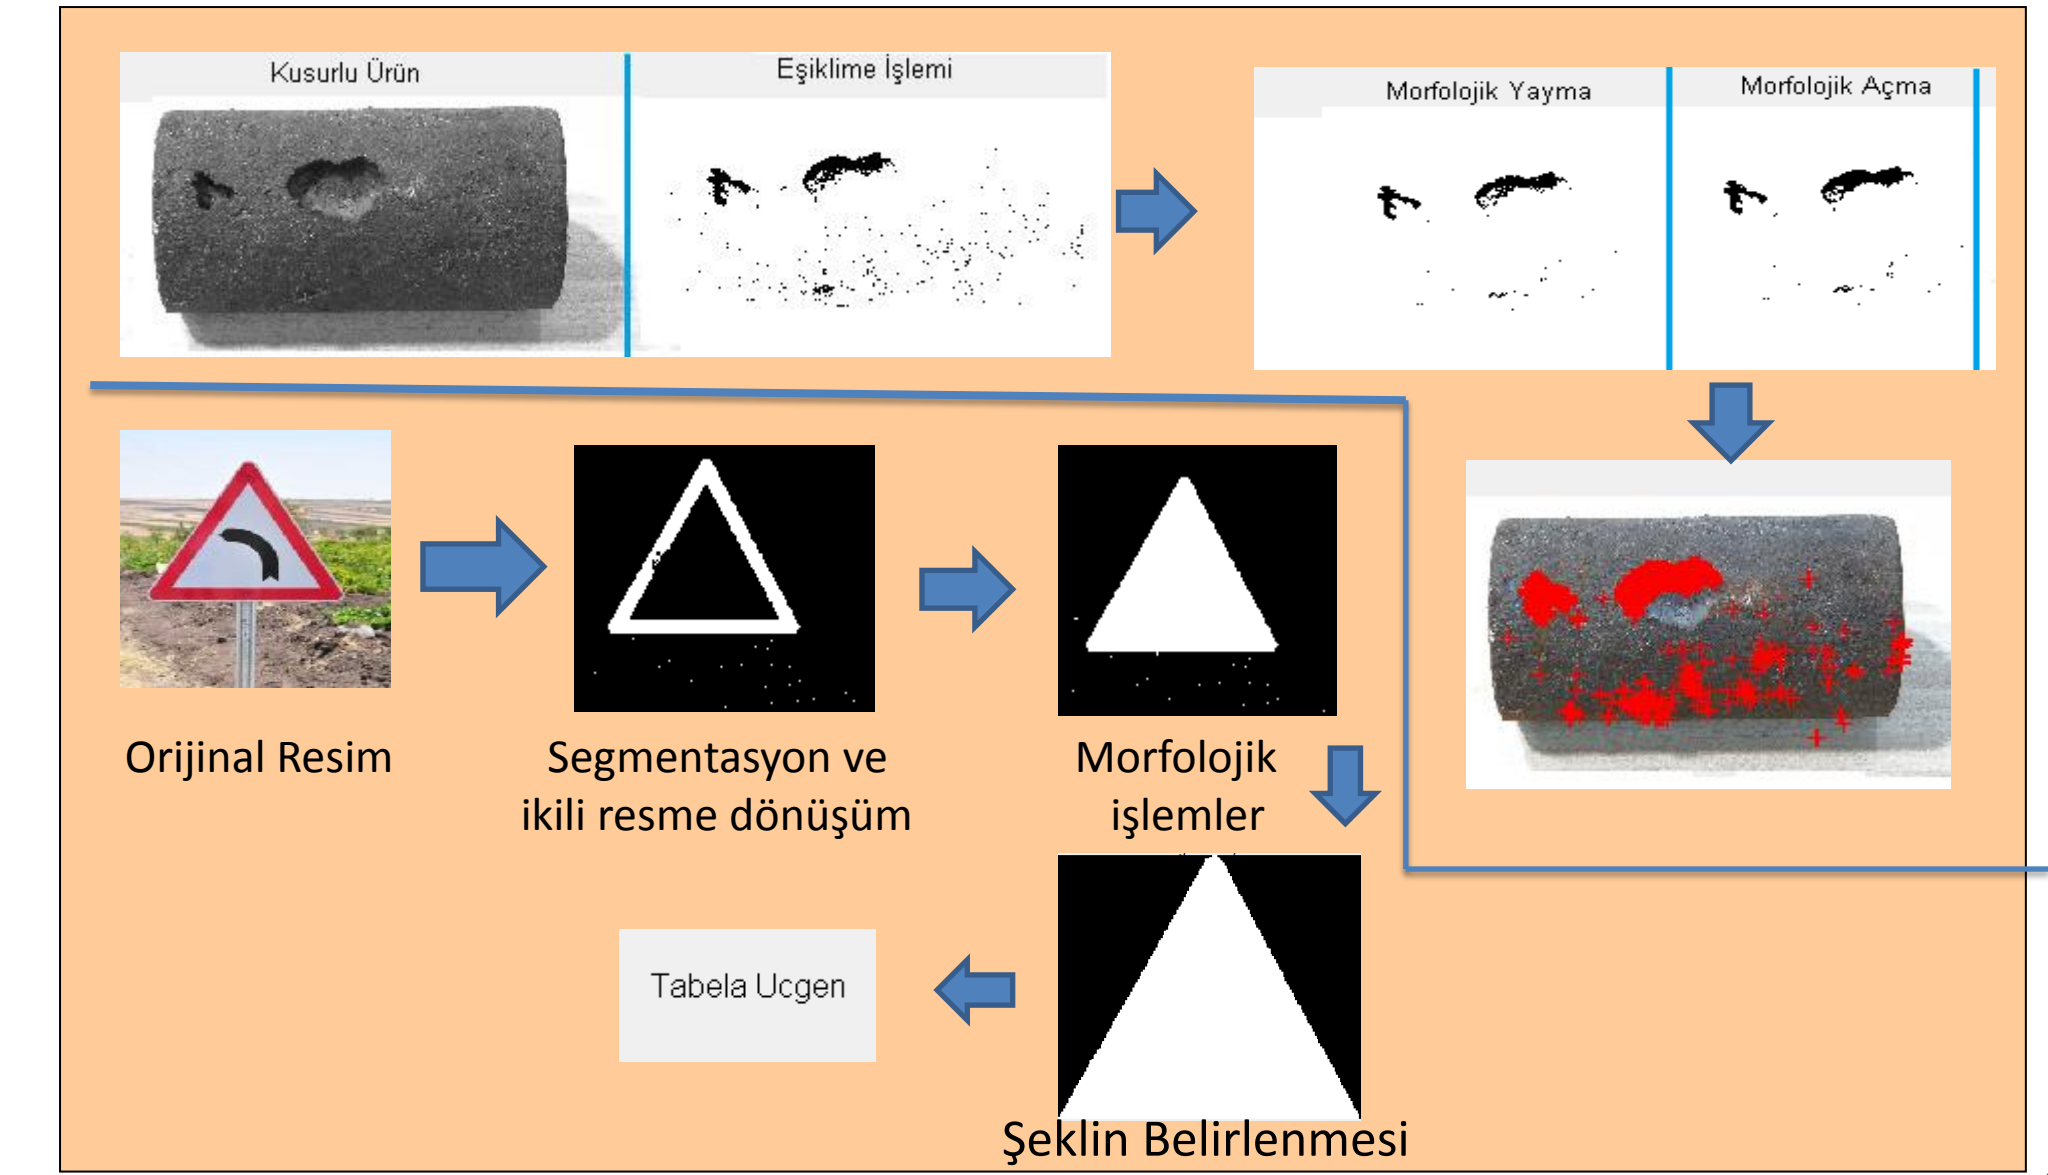 Kusurlu Ürün
Eşiklime İşlemi
Morfolojik Yayma
Morfolojik Açma
Orijinal Resim
Segmentasyon ve
ikili resme dönüşüm
Morfolojik
işlemler
Tabela Ucgen
Şeklin Belirlenmesi